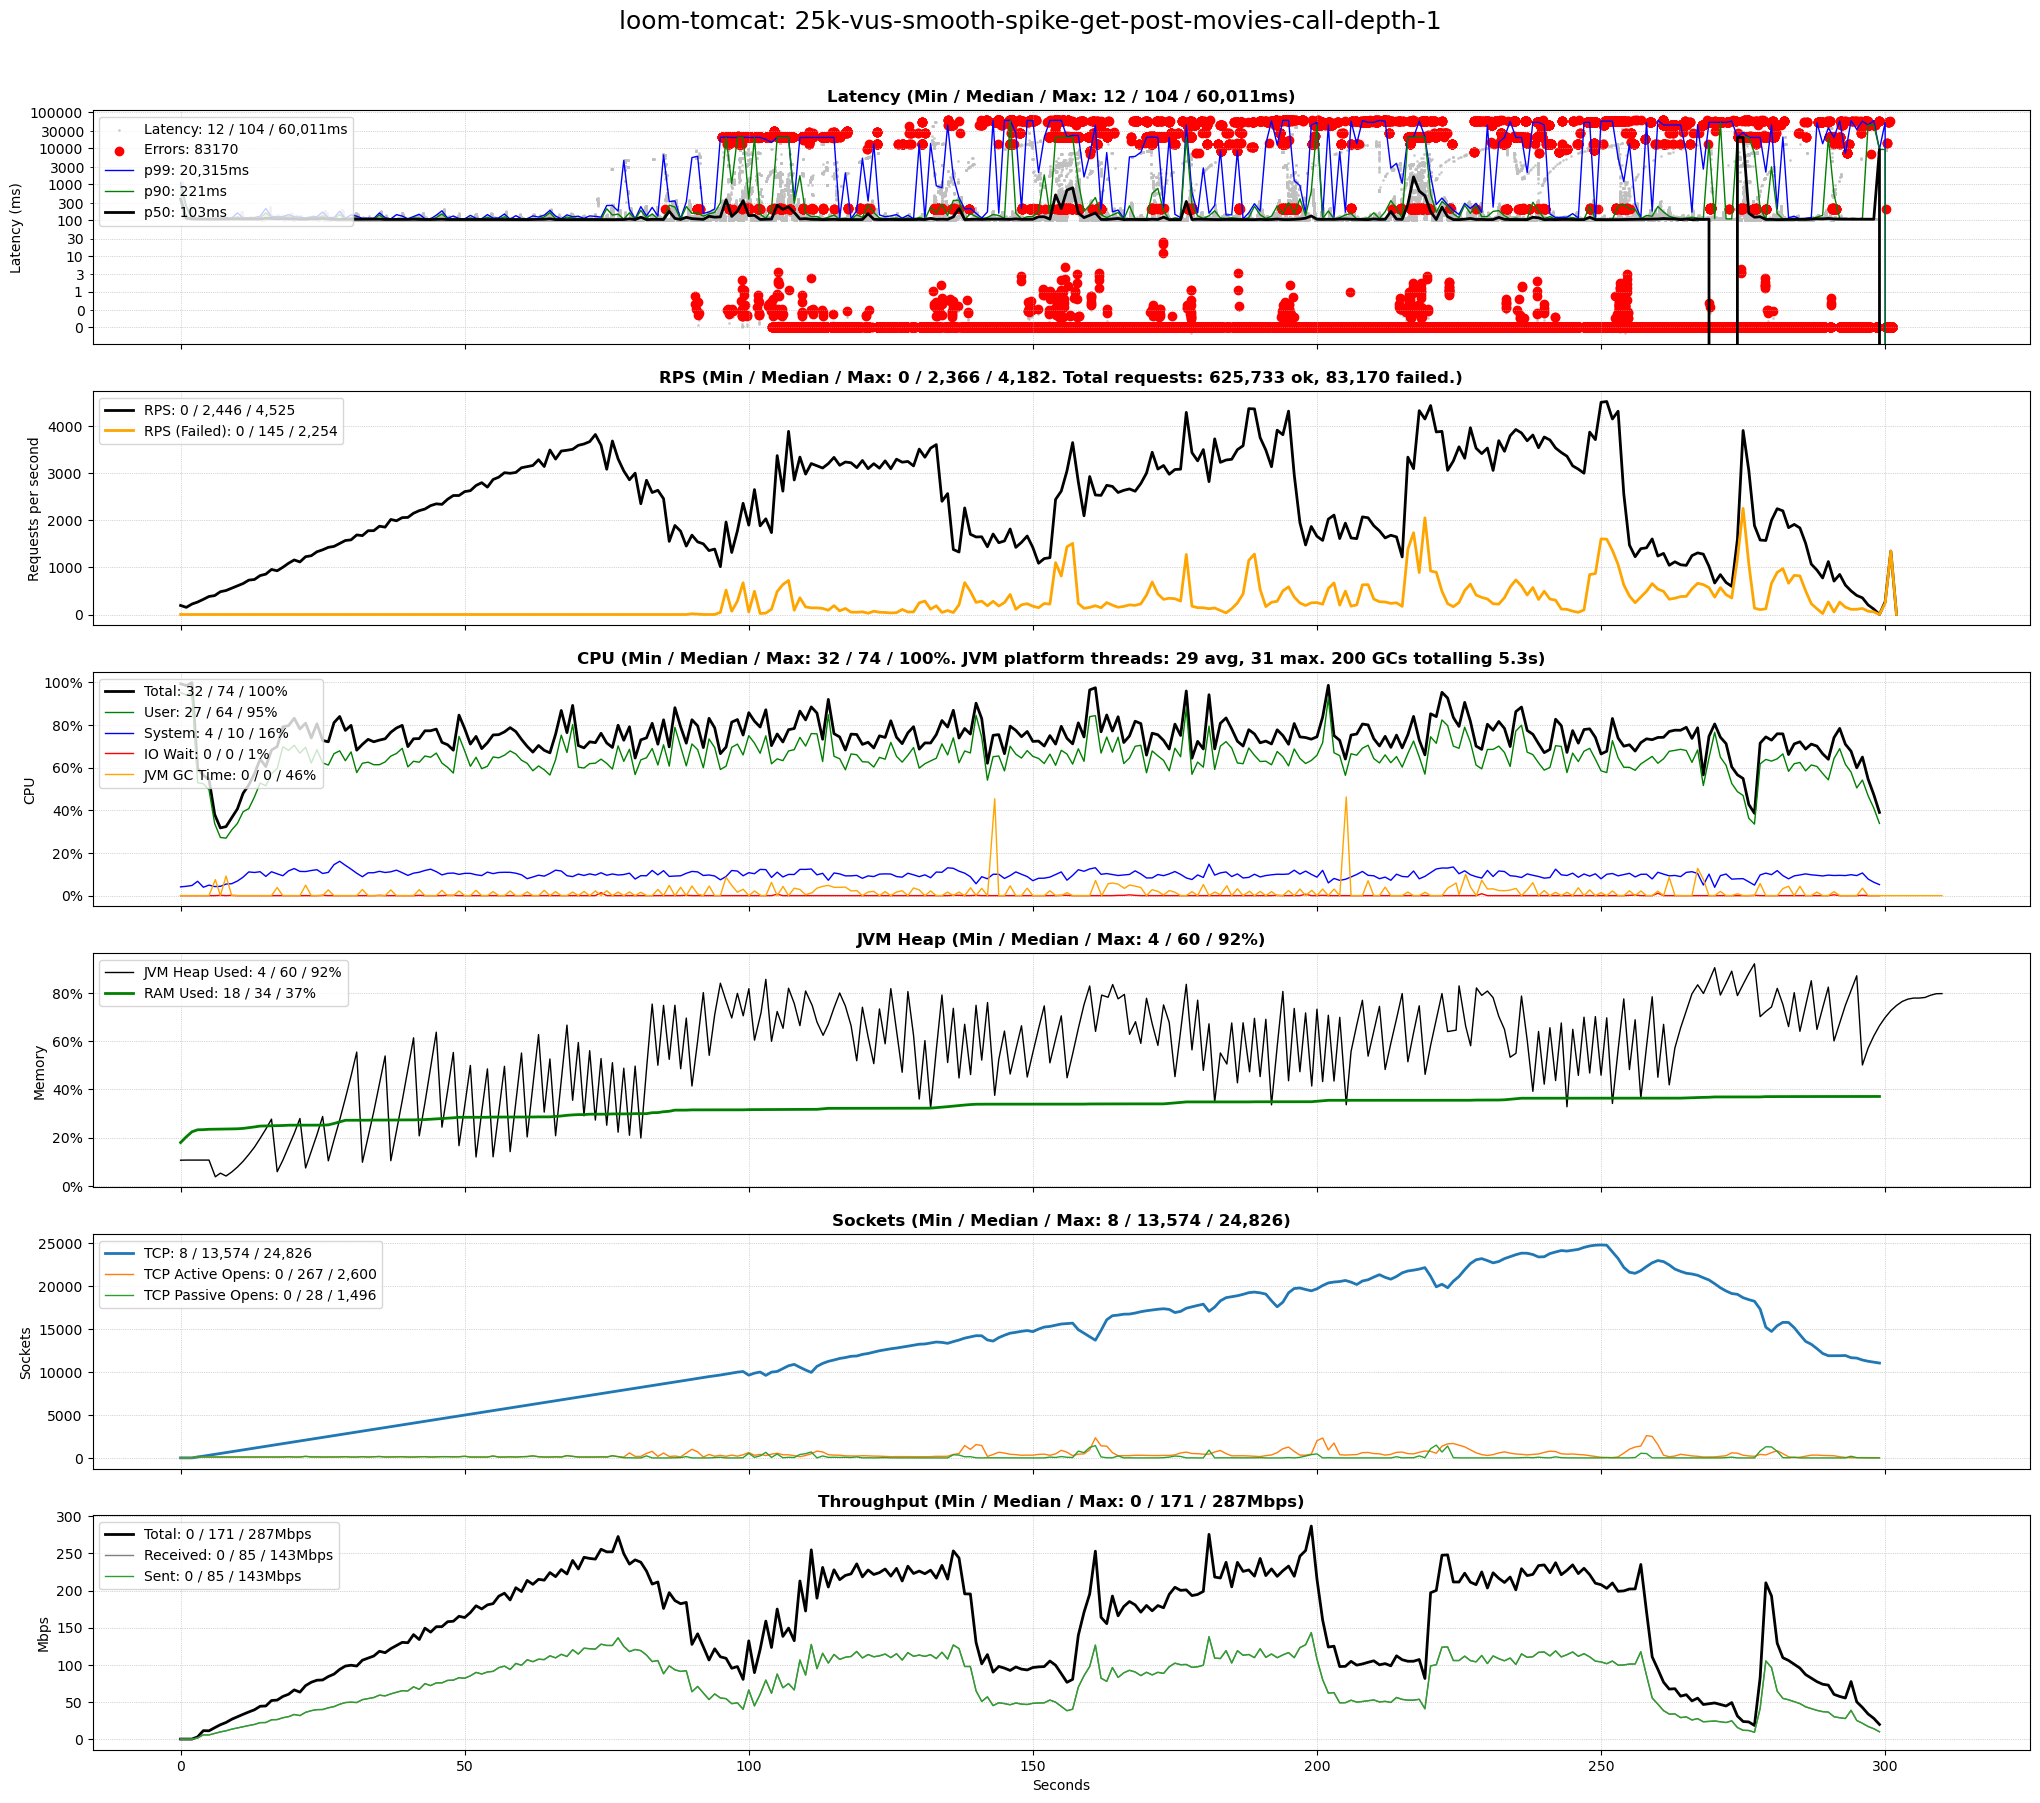 loom-tomcat: 25k-vus-smooth-spike-get-post-movies-call-depth-1
Latency (Min / Median / Max: 12 / 104 / 60,011ms)
Latency (ms)
100000
30000
10000
3000
1000
300
100
30
10
3
1
0
0
Latency: 12 / 104 / 60,011ms
Errors: 83170
p99: 20,315ms
p90: 221ms
p50: 103ms
RPS (Min / Median / Max: 0 / 2,366 / 4,182. Total requests: 625,733 ok, 83,170 failed.)
Requests per second
4000
3000
2000
1000
0
RPS: 0 / 2,446 / 4,525
RPS (Failed): 0 / 145 / 2,254
CPU (Min / Median / Max: 32 / 74 / 100%. JVM platform threads: 29 avg, 31 max. 200 GCs totalling 5.3s)
CPU
100%
80%
60%
40%
20%
0%
Total: 32 / 74 / 100%
User: 27 / 64 / 95%
System: 4 / 10 / 16%
IO Wait: 0 / 0 / 1%
JVM GC Time: 0 / 0 / 46%
JVM Heap (Min / Median / Max: 4 / 60 / 92%)
Memory
80%
60%
40%
20%
0%
JVM Heap Used: 4 / 60 / 92%
RAM Used: 18 / 34 / 37%
Sockets (Min / Median / Max: 8 / 13,574 / 24,826)
Sockets
25000
20000
15000
10000
5000
0
TCP: 8 / 13,574 / 24,826
TCP Active Opens: 0 / 267 / 2,600
TCP Passive Opens: 0 / 28 / 1,496
Throughput (Min / Median / Max: 0 / 171 / 287Mbps)
Mbps
300
250
200
150
100
50
0
Total: 0 / 171 / 287Mbps
Received: 0 / 85 / 143Mbps
Sent: 0 / 85 / 143Mbps
0 50 100 150 200 250 300
Seconds